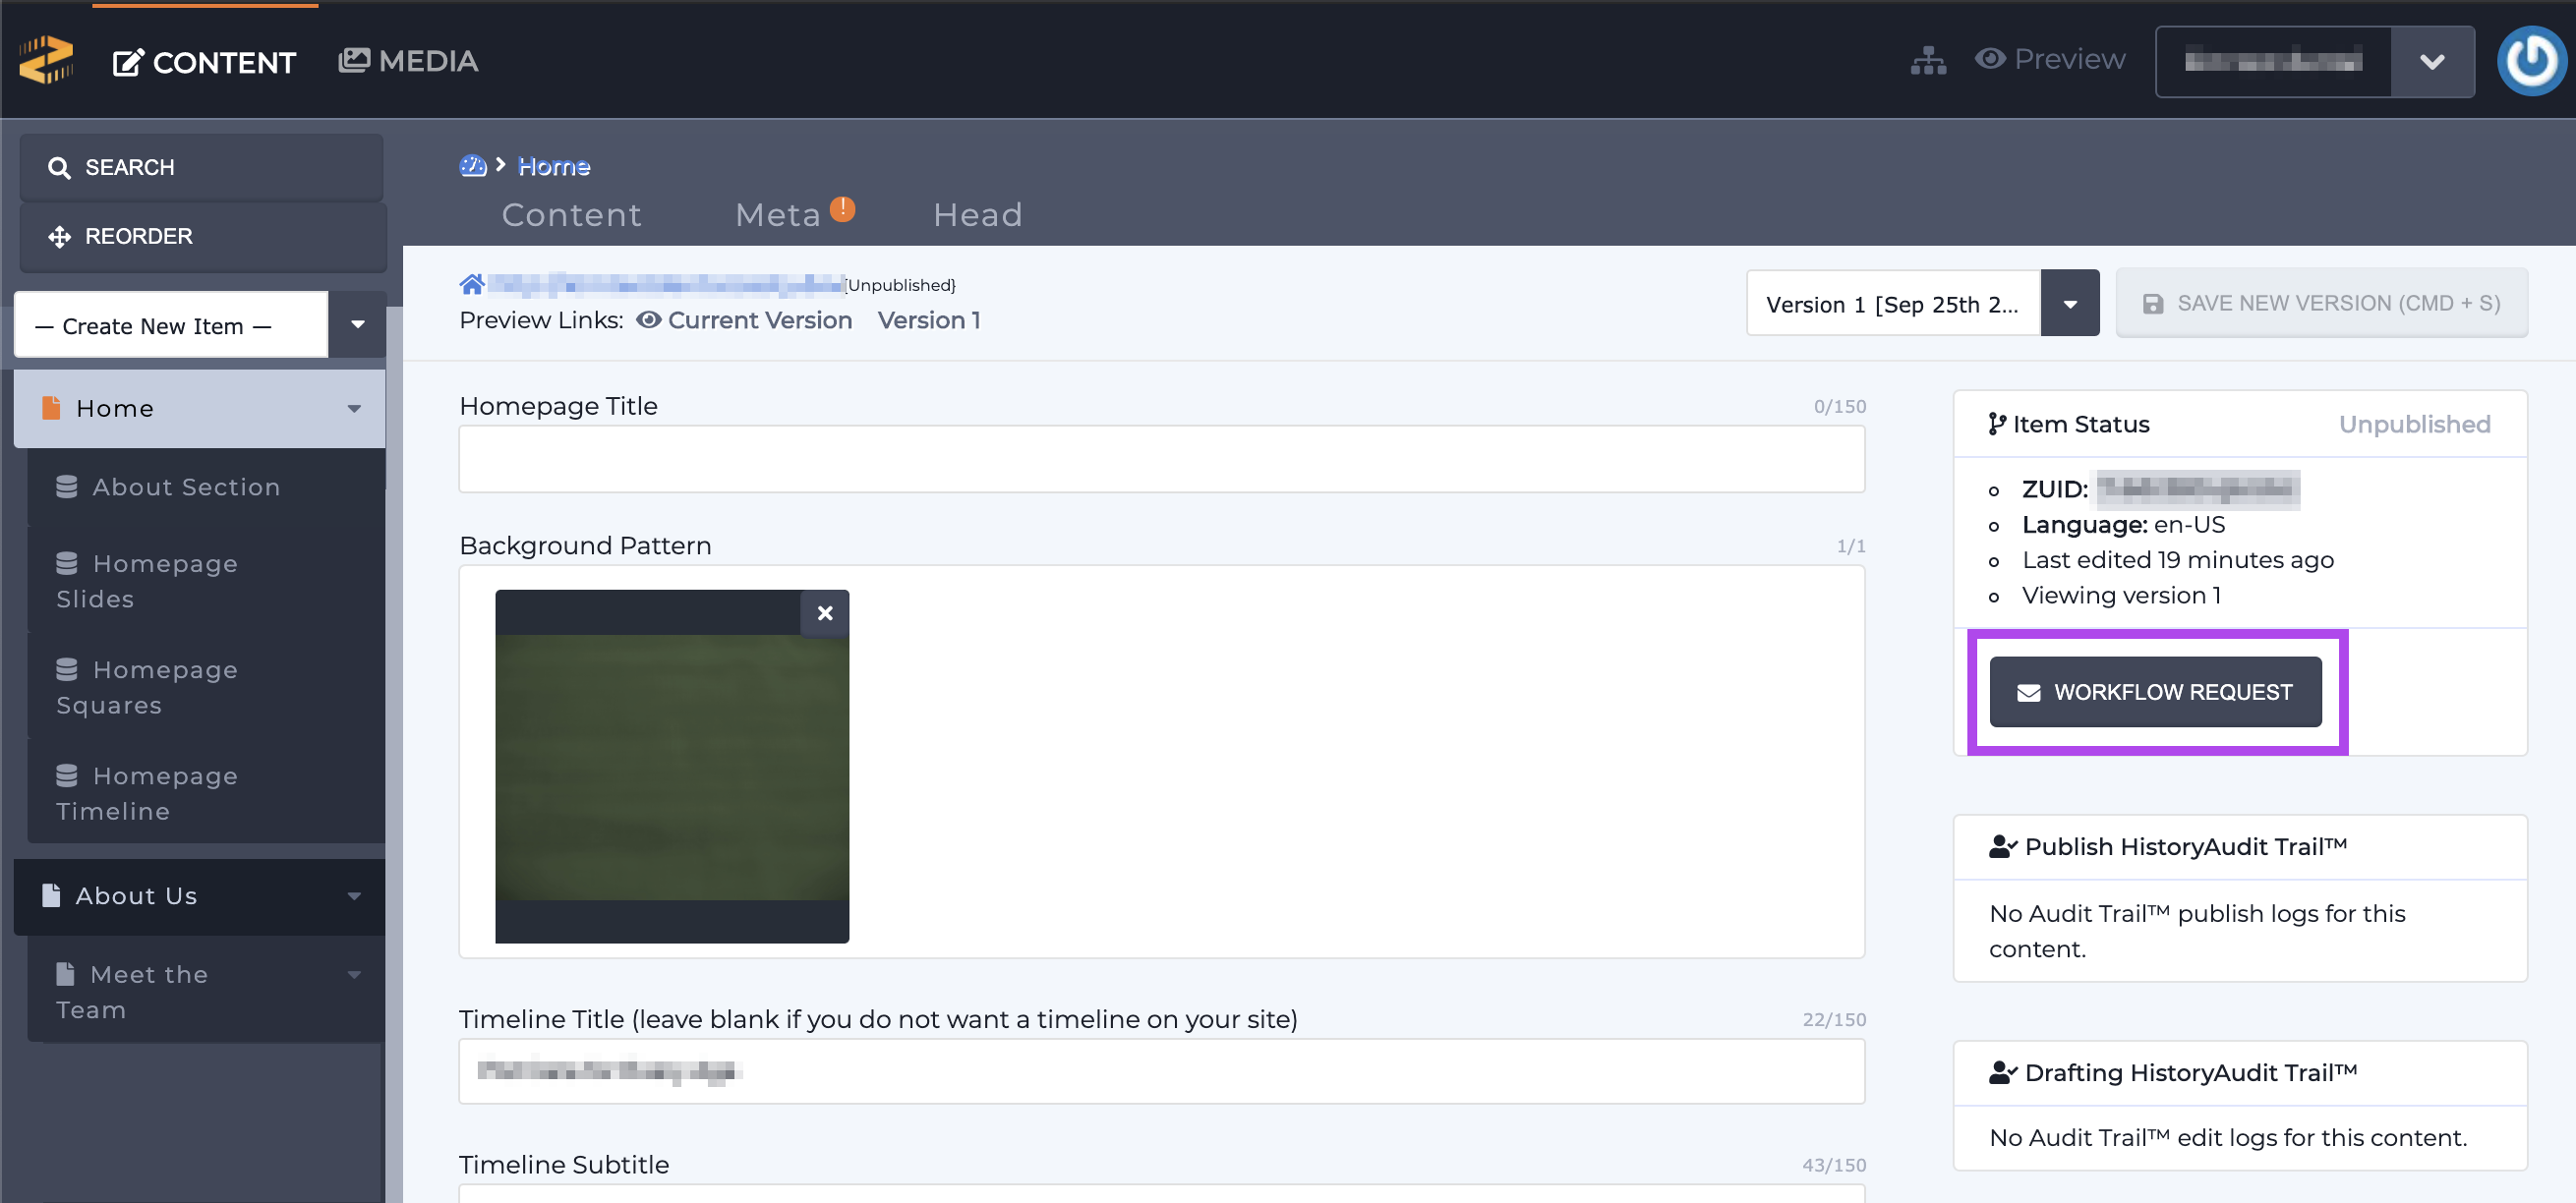 CONTENT
MEDIA
Preview
SEARCH
REORDER
— Create New Item —
Home
About Section
Homepage
Slides
Homepage
Squares
Homepage
Timeline
About Us
Meet the
Team
Home
Content
Meta !
Head
[Unpublished]
Preview Links: Current Version Version 1
Version 1 [Sep 25th 2...
SAVE NEW VERSION (CMD + S)
Homepage Title
0/150
Background Pattern
1/1
Timeline Title (leave blank if you do not want a timeline on your site)
22/150
Timeline Subtitle
43/150
Item Status
Unpublished
ZUID:
Language: en-US
Last edited 19 minutes ago
Viewing version 1
WORKFLOW REQUEST
Publish HistoryAudit Trail™
No Audit Trail™ publish logs for this
content.
Drafting HistoryAudit Trail™
No Audit Trail™ edit logs for this content.